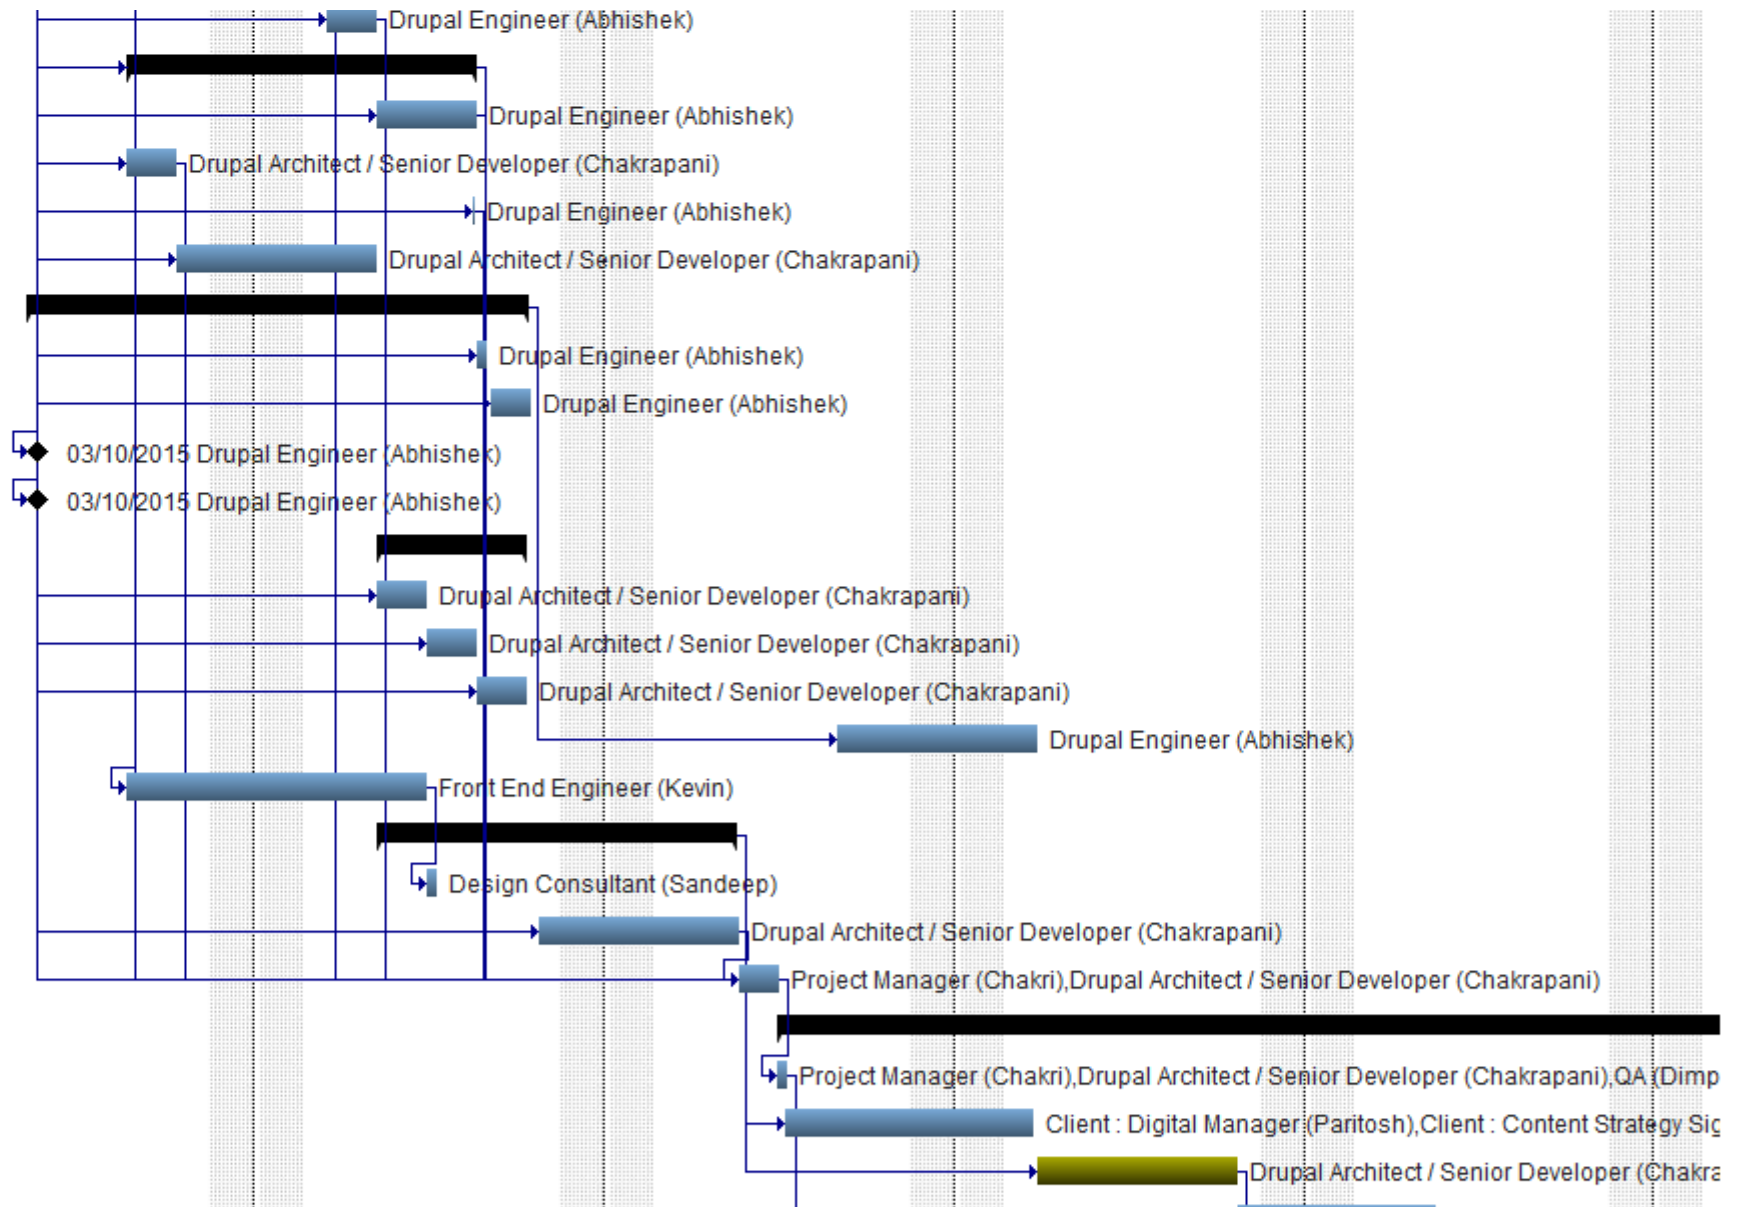 Drupal Engineer (Abhishek)
Drupal Engineer (Abhishek)
Drupal Architect / Senior Developer (Chakrapani)
Drupal Engineer (Abhishek)
Drupal Architect / Senior Developer (Chakrapani)
Drupal Engineer (Abhishek)
Drupal Engineer (Abhishek)
03/10/2015 Drupal Engineer (Abhishek)
03/10/2015 Drupal Engineer (Abhishek)
Drupal Architect / Senior Developer (Chakrapani)
Drupal Architect / Senior Developer (Chakrapani)
Drupal Architect / Senior Developer (Chakrapani)
Drupal Engineer (Abhishek)
Front End Engineer (Kevin)
Design Consultant (Sandeep)
Drupal Architect / Senior Developer (Chakrapani)
Project Manager (Chakri),Drupal Architect / Senior Developer (Chakrapani)
Project Manager (Chakri),Drupal Architect / Senior Developer (Chakrapani),QA (Dimp
Client : Digital Manager (Paritosh),Client : Content Strategy Sig
Drupal Architect / Senior Developer (Chakra